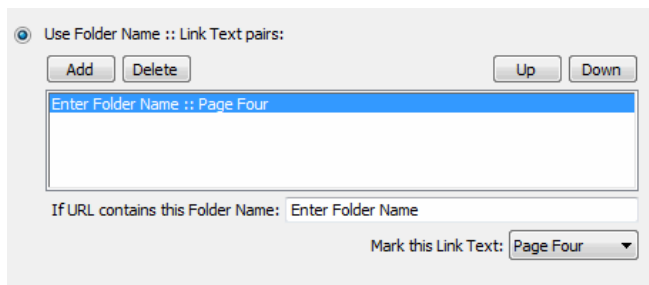 Use Folder Name :: Link Text pairs:
Add Delete Up Down
Enter Folder Name :: Page Four
If URL contains this Folder Name: Enter Folder Name
Mark this Link Text: Page Four